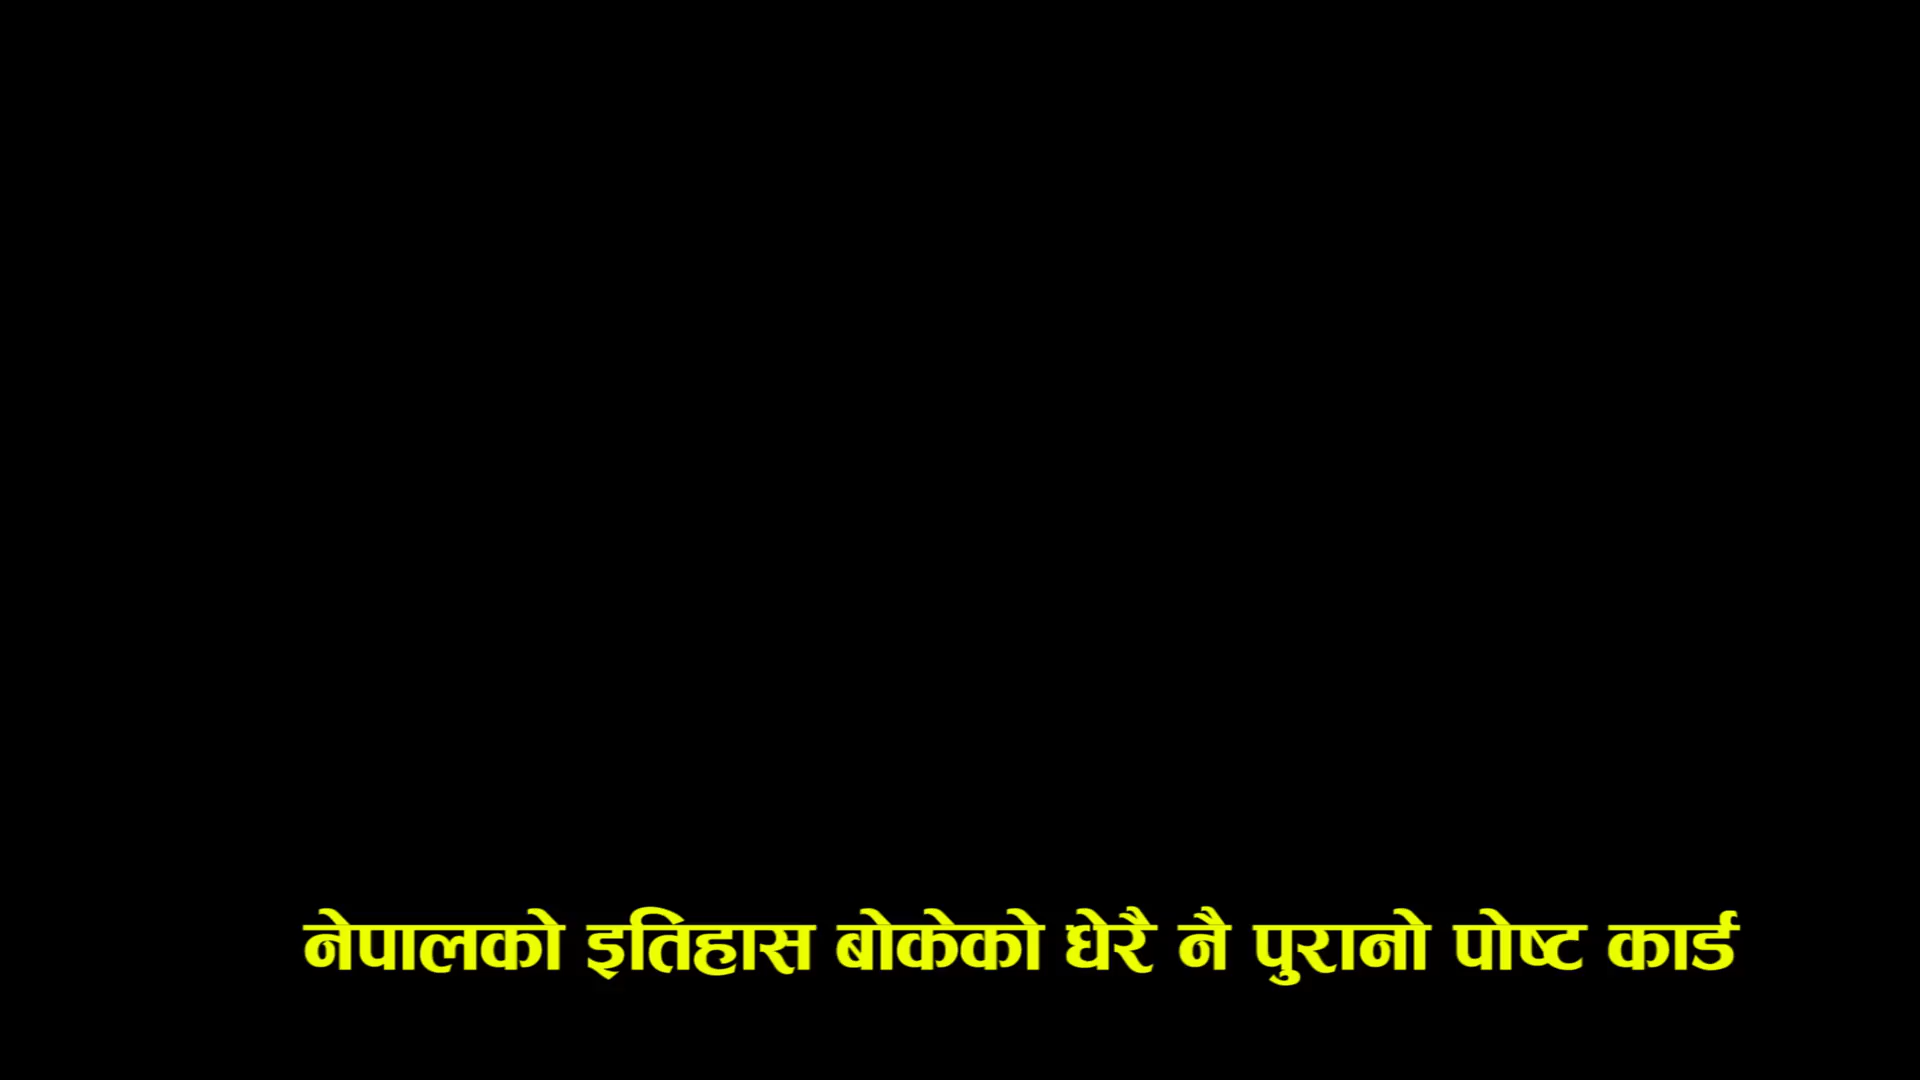 नेपालको इतिहास बोकेको धेरै नै पुरानो पोष्ट कार्ड